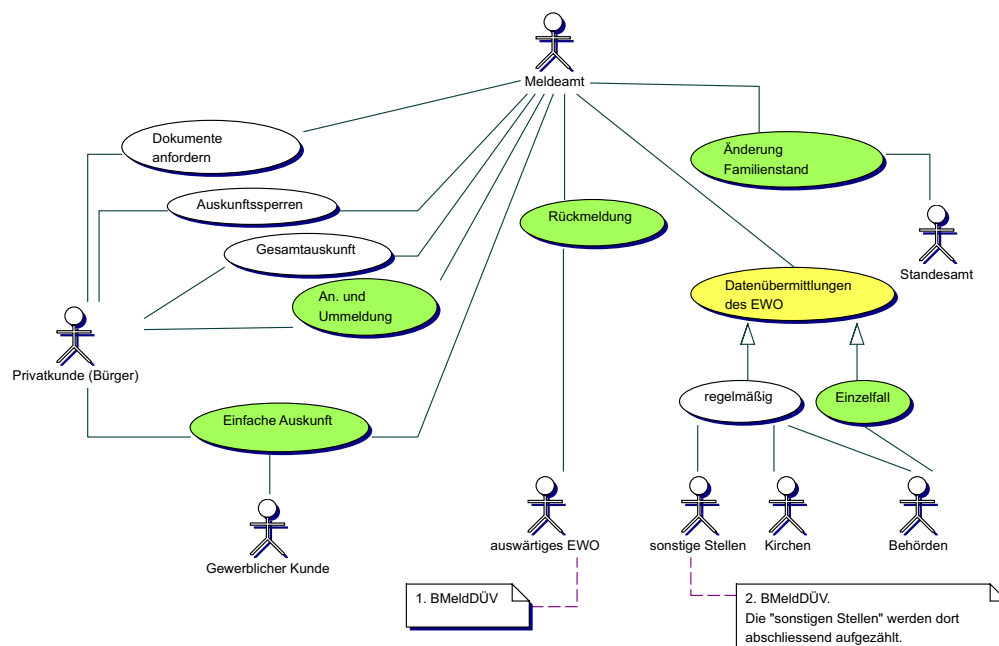 Meldeamt
Dokumente
anfordern
Änderung
Familienstand
Auskunftssperren
Rückmeldung
Gesamtauskunft
Standesamt
An. und
Ummeldung
Datenübermittlungen
des EWO
Privatkunde (Bürger)
regelmäßig
Einzelfall
Einfache Auskunft
auswärtiges EWO
sonstige Stellen
Kirchen
Behörden
Gewerblicher Kunde
1. BMeldDÜV
2. BMeldDÜV.
Die "sonstigen Stellen" werden dort
abschliessend aufgezählt.